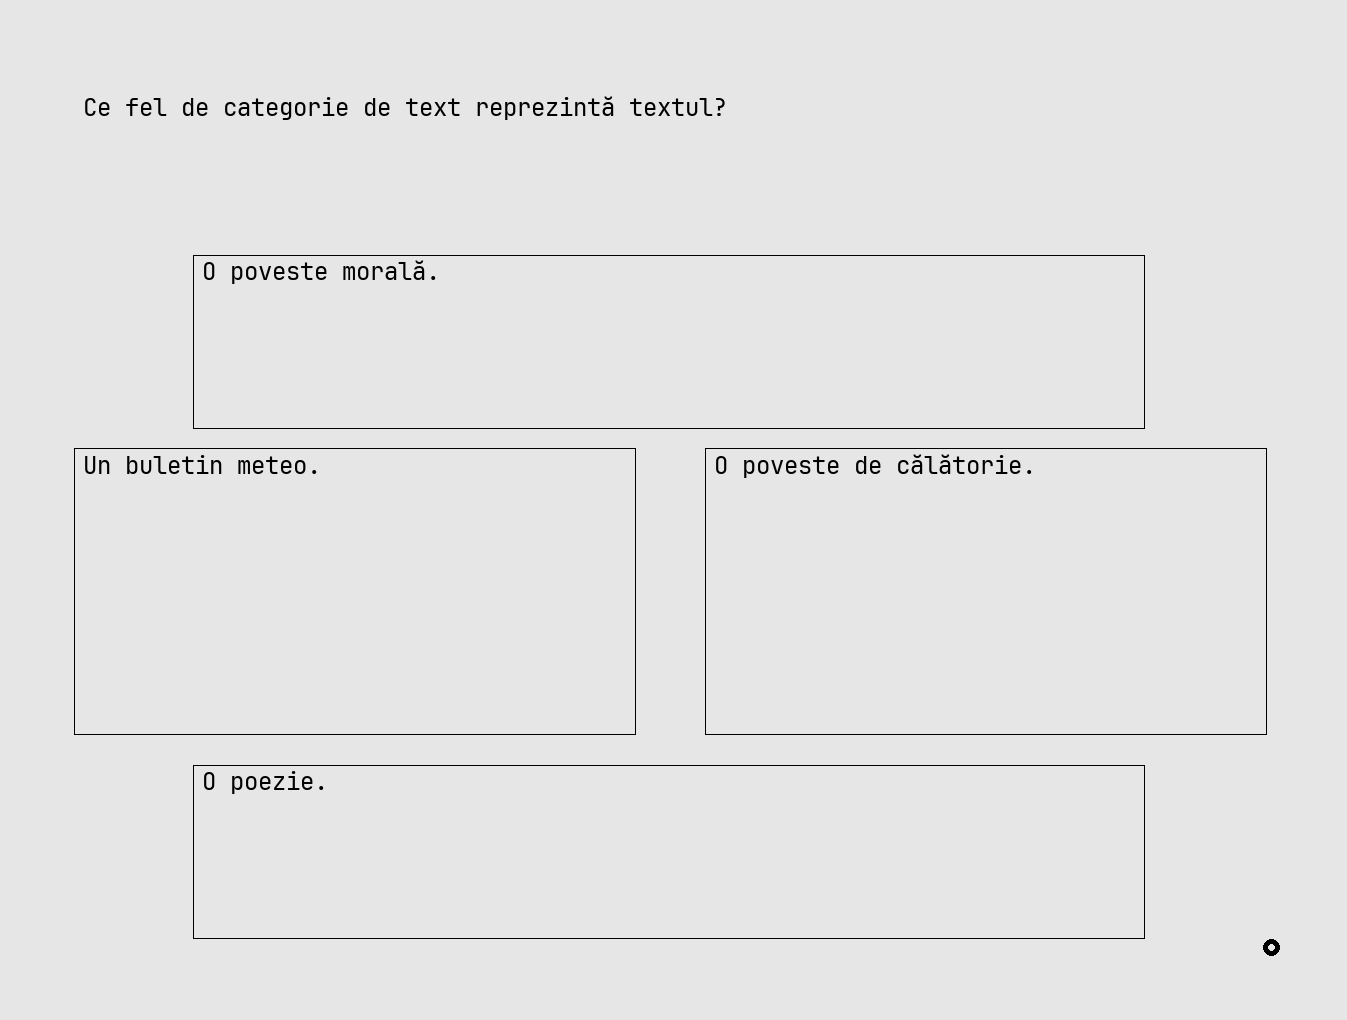 Ce fel de categorie de text reprezintă textul?
O poveste morală.
Un buletin meteo.
O poveste de călătorie.
O poezie.